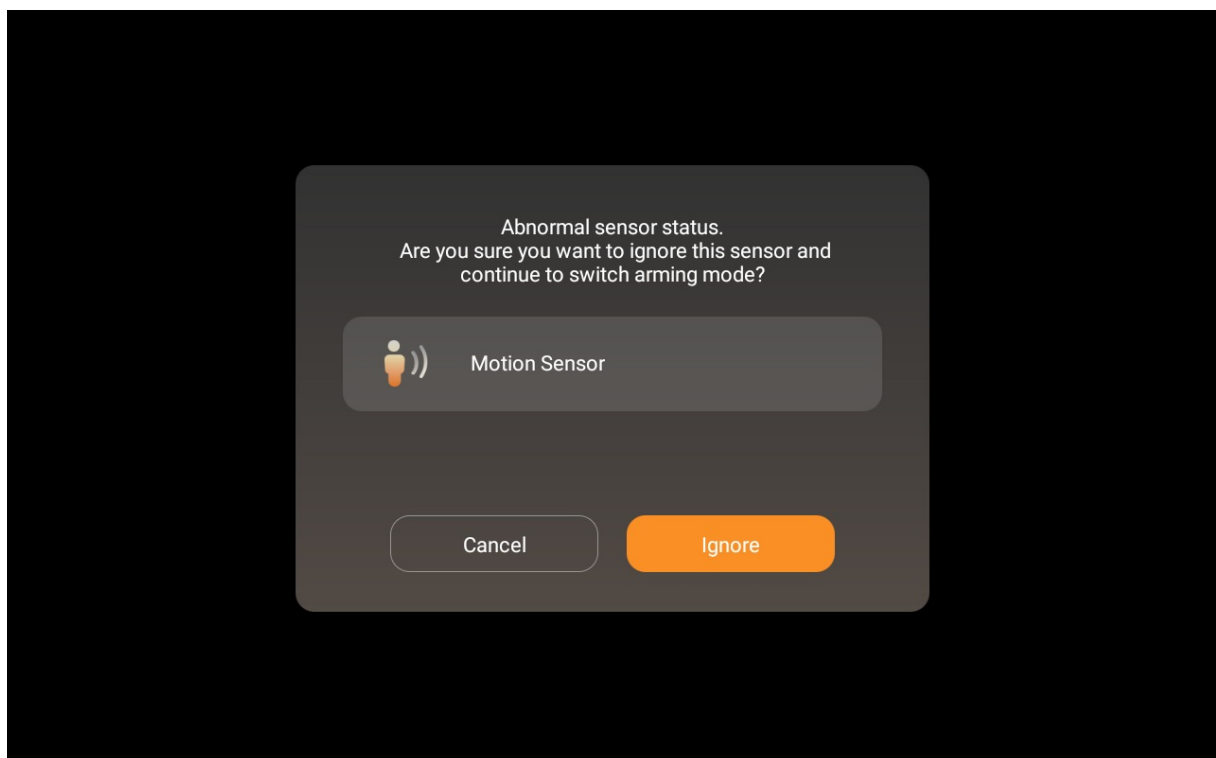 Abnormal sensor status.
Are you sure you want to ignore this sensor and
continue to switch arming mode?
Motion Sensor
Cancel
Ignore